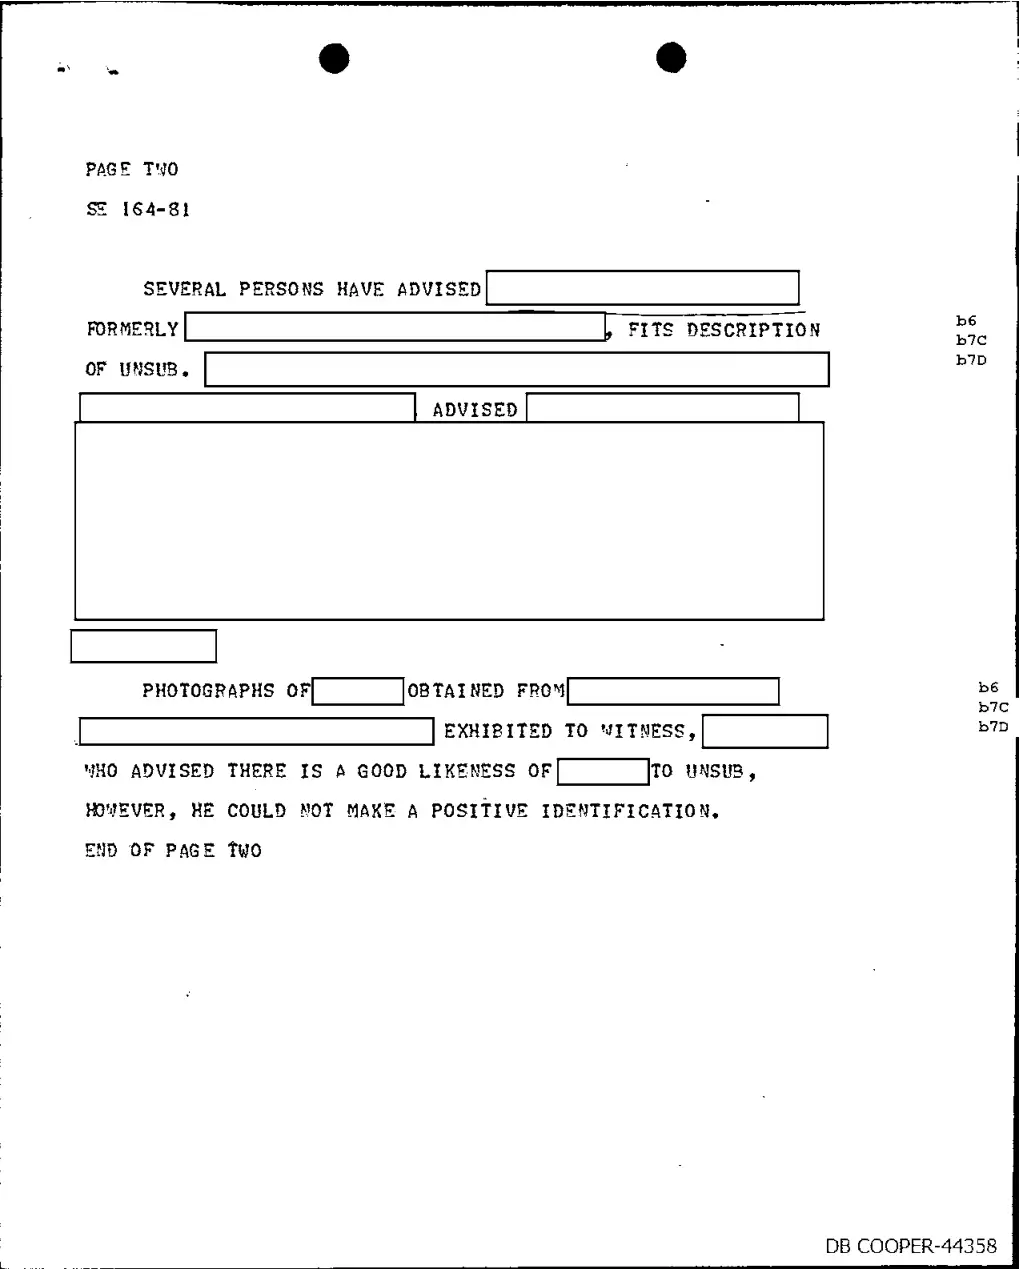 PAGE TWO
SE 164-81
SEVERAL PERSONS HAVE ADVISED
FORMERLY , FITS DESCRIPTION
b6
b7C
OF UNSUB.
b7D
ADVISED
PHOTOGRAPHS OF OBTAINED FROM
b6
b7C
EXHIBITED TO WITNESS,
b7D
WHO ADVISED THERE IS A GOOD LIKENESS OF TO UNSUB,
HOWEVER, HE COULD NOT MAKE A POSITIVE IDENTIFICATION.
END OF PAGE TWO
DB COOPER-44358